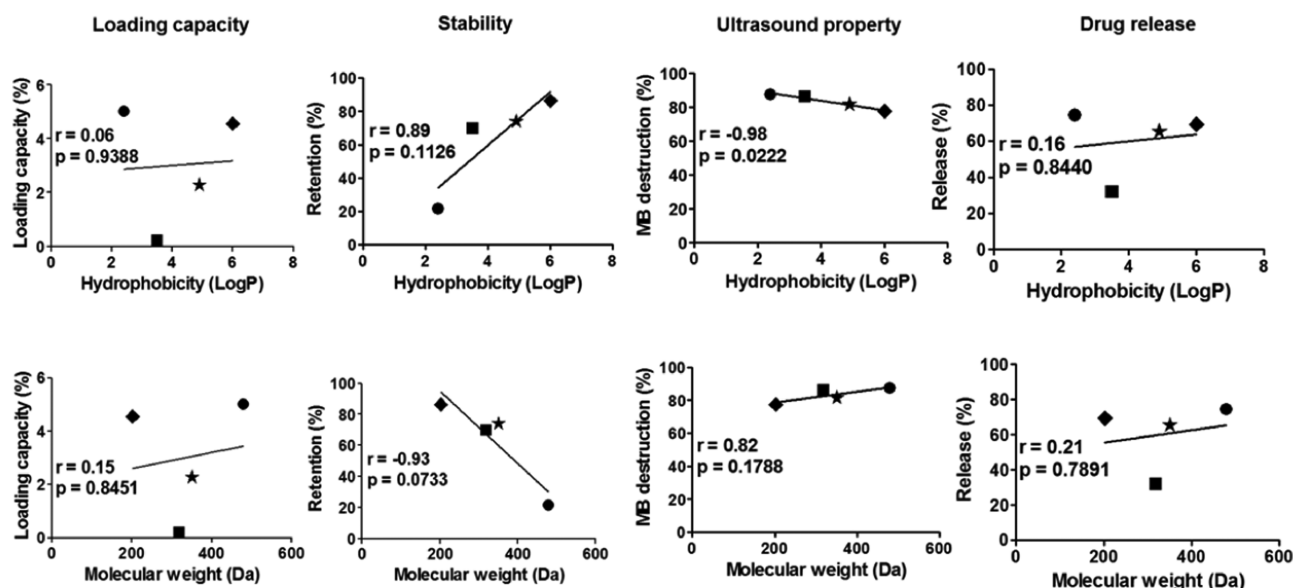 Loading capacity
Stability
Ultrasound property
Drug release
Loading capacity (%)
6
4
2
0
r = 0.06
p = 0.9388
0 2 4 6 8
Hydrophobicity (LogP)
Retention (%)
100
80
60
40
20
0
r = 0.89
p = 0.1126
0 2 4 6 8
Hydrophobicity (LogP)
MB destruction (%)
100
80
60
40
20
0
r = -0.98
p = 0.0222
0 2 4 6 8
Hydrophobicity (LogP)
Release (%)
100
80
60
40
20
0
r = 0.16
p = 0.8440
0 2 4 6 8
Hydrophobicity (LogP)
Loading capacity (%)
6
4
2
0
r = 0.15
p = 0.8451
0 200 400 600
Molecular weight (Da)
Retention (%)
100
80
60
40
20
0
r = -0.93
p = 0.0733
0 200 400 600
Molecular weight (Da)
MB destruction (%)
100
80
60
40
20
0
r = 0.82
p = 0.1788
0 200 400 600
Molecular weight (Da)
Release (%)
100
80
60
40
20
0
r = 0.21
p = 0.7891
0 200 400 600
Molecular weight (Da)